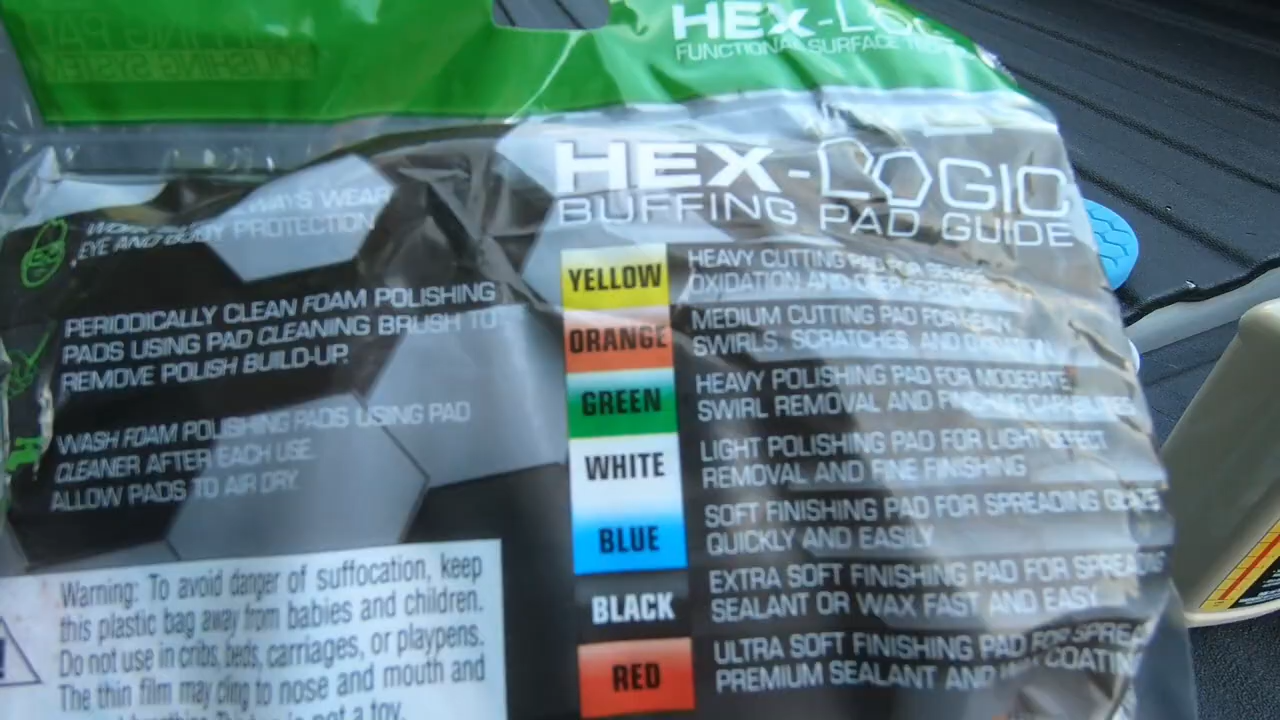 HEX-LOG
FUNCTIONAL SURFACE
HEX-LOGIC
BUFFING PAD GUIDE
ALWAYS WEAR
EYE AND BODY PROTECTION
PERIODICALLY CLEAN FOAM POLISHING
PADS USING PAD CLEANING BRUSH TO
REMOVE POLISH BUILD-UP.
WASH FOAM POLISHING PADS USING PAD
CLEANER AFTER EACH USE.
ALLOW PADS TO AIR DRY.
Warning: To avoid danger of suffocation, keep
this plastic bag away from babies and children.
Do not use in cribs, beds, carriages, or playpens.
The thin film may cling to nose and mouth and
not a toy.
YELLOW
HEAVY CUTTING PAD FOR SEVERE
OXIDATION AND DEEP SCRATCHES
ORANGE
MEDIUM CUTTING PAD FOR HEAVY
SWIRLS, SCRATCHES, AND OXIDATION
GREEN
HEAVY POLISHING PAD FOR MODERATE
SWIRL REMOVAL AND FINISHING CAPABILITIES
WHITE
LIGHT POLISHING PAD FOR LIGHT DEFECT
REMOVAL AND FINE FINISHING
BLUE
SOFT FINISHING PAD FOR SPREADING GLAZE
QUICKLY AND EASILY
BLACK
EXTRA SOFT FINISHING PAD FOR SPREADING
SEALANT OR WAX FAST AND EASY
RED
ULTRA SOFT FINISHING PAD FOR SPREA
PREMIUM SEALANT AND WAX COATIN